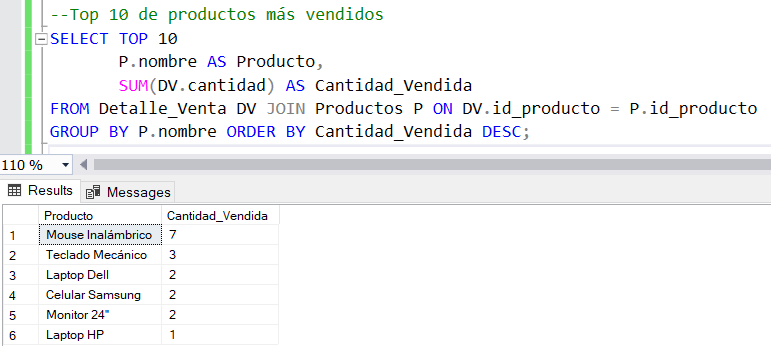 --Top 10 de productos más vendidos
SELECT TOP 10
P.nombre AS Producto,
SUM(DV.cantidad) AS Cantidad_Vendida
FROM Detalle_Venta DV JOIN Productos P ON DV.id_producto = P.id_producto
GROUP BY P.nombre ORDER BY Cantidad_Vendida DESC;
110 %
Results Messages
Producto Cantidad_Vendida
1 Mouse Inalámbrico 7
2 Teclado Mecánico 3
3 Laptop Dell 2
4 Celular Samsung 2
5 Monitor 24" 2
6 Laptop HP 1